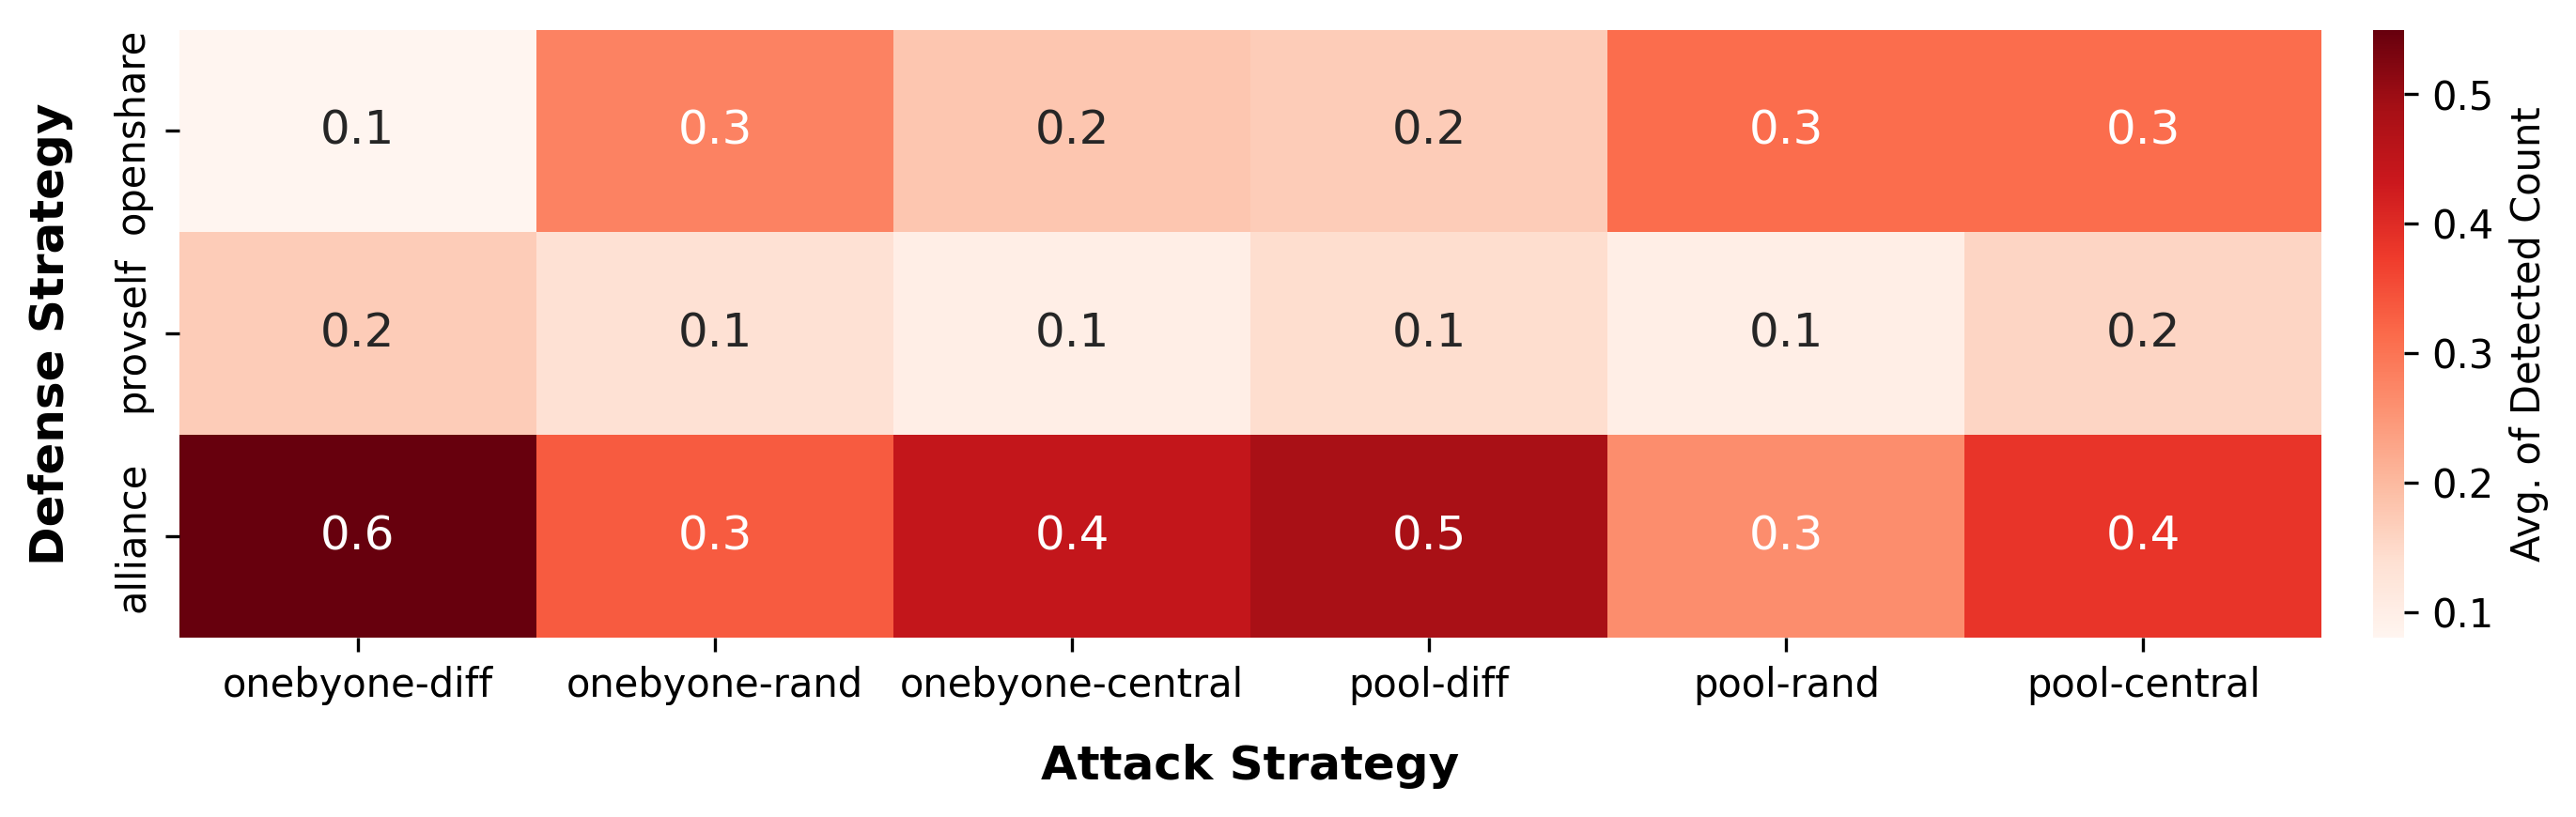 Defense Strategy
openshare
0.1 0.3 0.2 0.2 0.3 0.3
provself
0.2 0.1 0.1 0.1 0.1 0.2
alliance
0.6 0.3 0.4 0.5 0.3 0.4
onebyone-diff onebyone-rand onebyone-central pool-diff pool-rand pool-central
Attack Strategy
0.5
0.4
0.3
0.2
0.1
Avg. of Detected Count